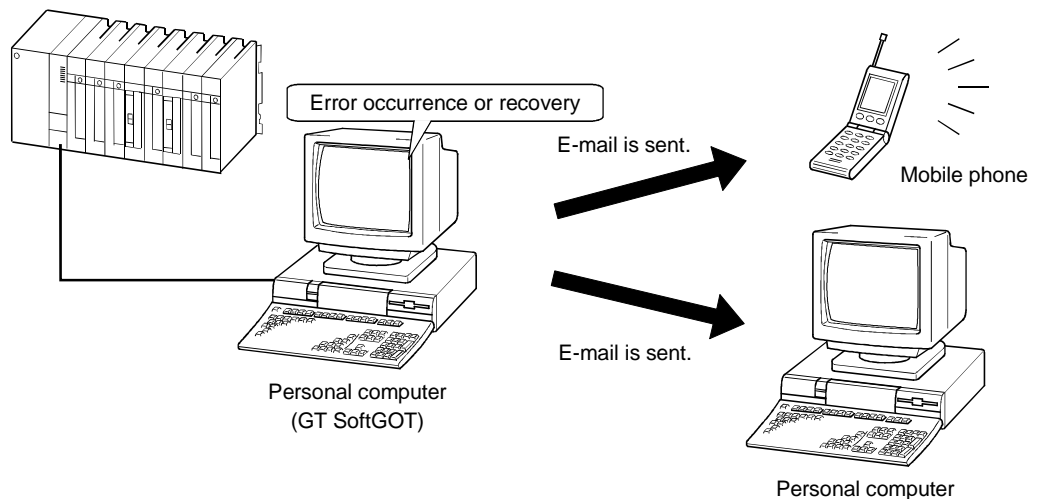 Error occurrence or recovery
E-mail is sent.
Mobile phone
E-mail is sent.
Personal computer
(GT SoftGOT)
Personal computer